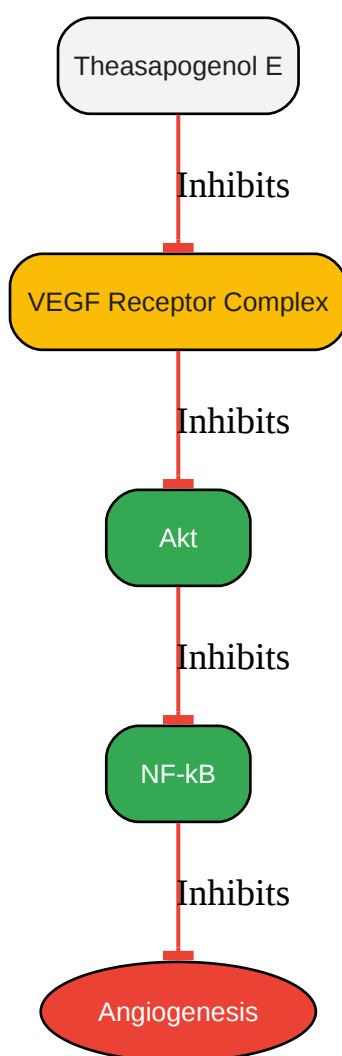 Theasapogenol E
Inhibits
VEGF Receptor Complex
Inhibits
Akt
Inhibits
NF-kB
Inhibits
Angiogenesis